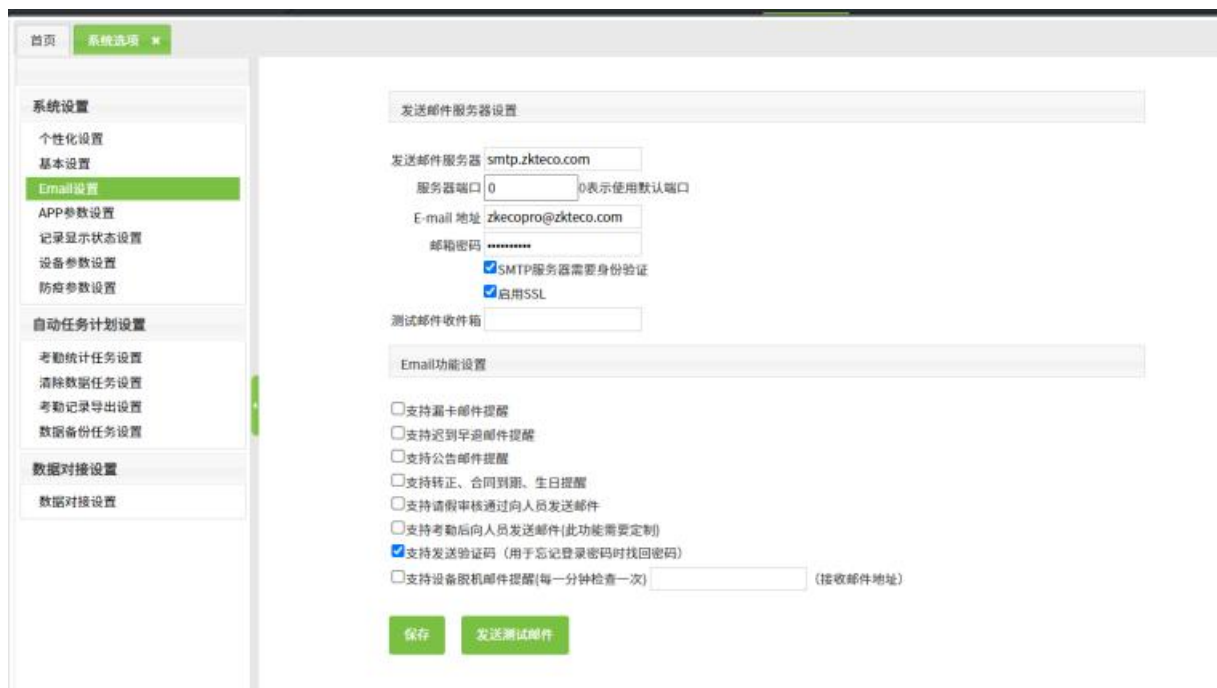 首页
系统选项 ×
系统设置
个性化设置
基本设置
Email设置
APP参数设置
记录显示状态设置
设备参数设置
防疫参数设置
自动任务计划设置
考勤统计任务设置
清除数据任务设置
考勤记录导出设置
数据备份任务设置
数据对接设置
数据对接设置
发送邮件服务器设置
发送邮件服务器 smtp.zkteco.com
服务器端口 0 0表示使用默认端口
E-mail 地址 zkecopro@zkteco.com
邮箱密码 ••••••••••
SMTP服务器需要身份验证
启用SSL
测试邮件收件箱
Email功能设置
支持漏卡邮件提醒
支持迟到早退邮件提醒
支持公告邮件提醒
支持转正、合同到期、生日提醒
支持请假审核通过向人员发送邮件
支持考勤后向人员发送邮件(此功能需要定制)
支持发送验证码（用于忘记登录密码时找回密码）
支持设备脱机邮件提醒(每一分钟检查一次) （接收邮件地址）
保存 发送测试邮件